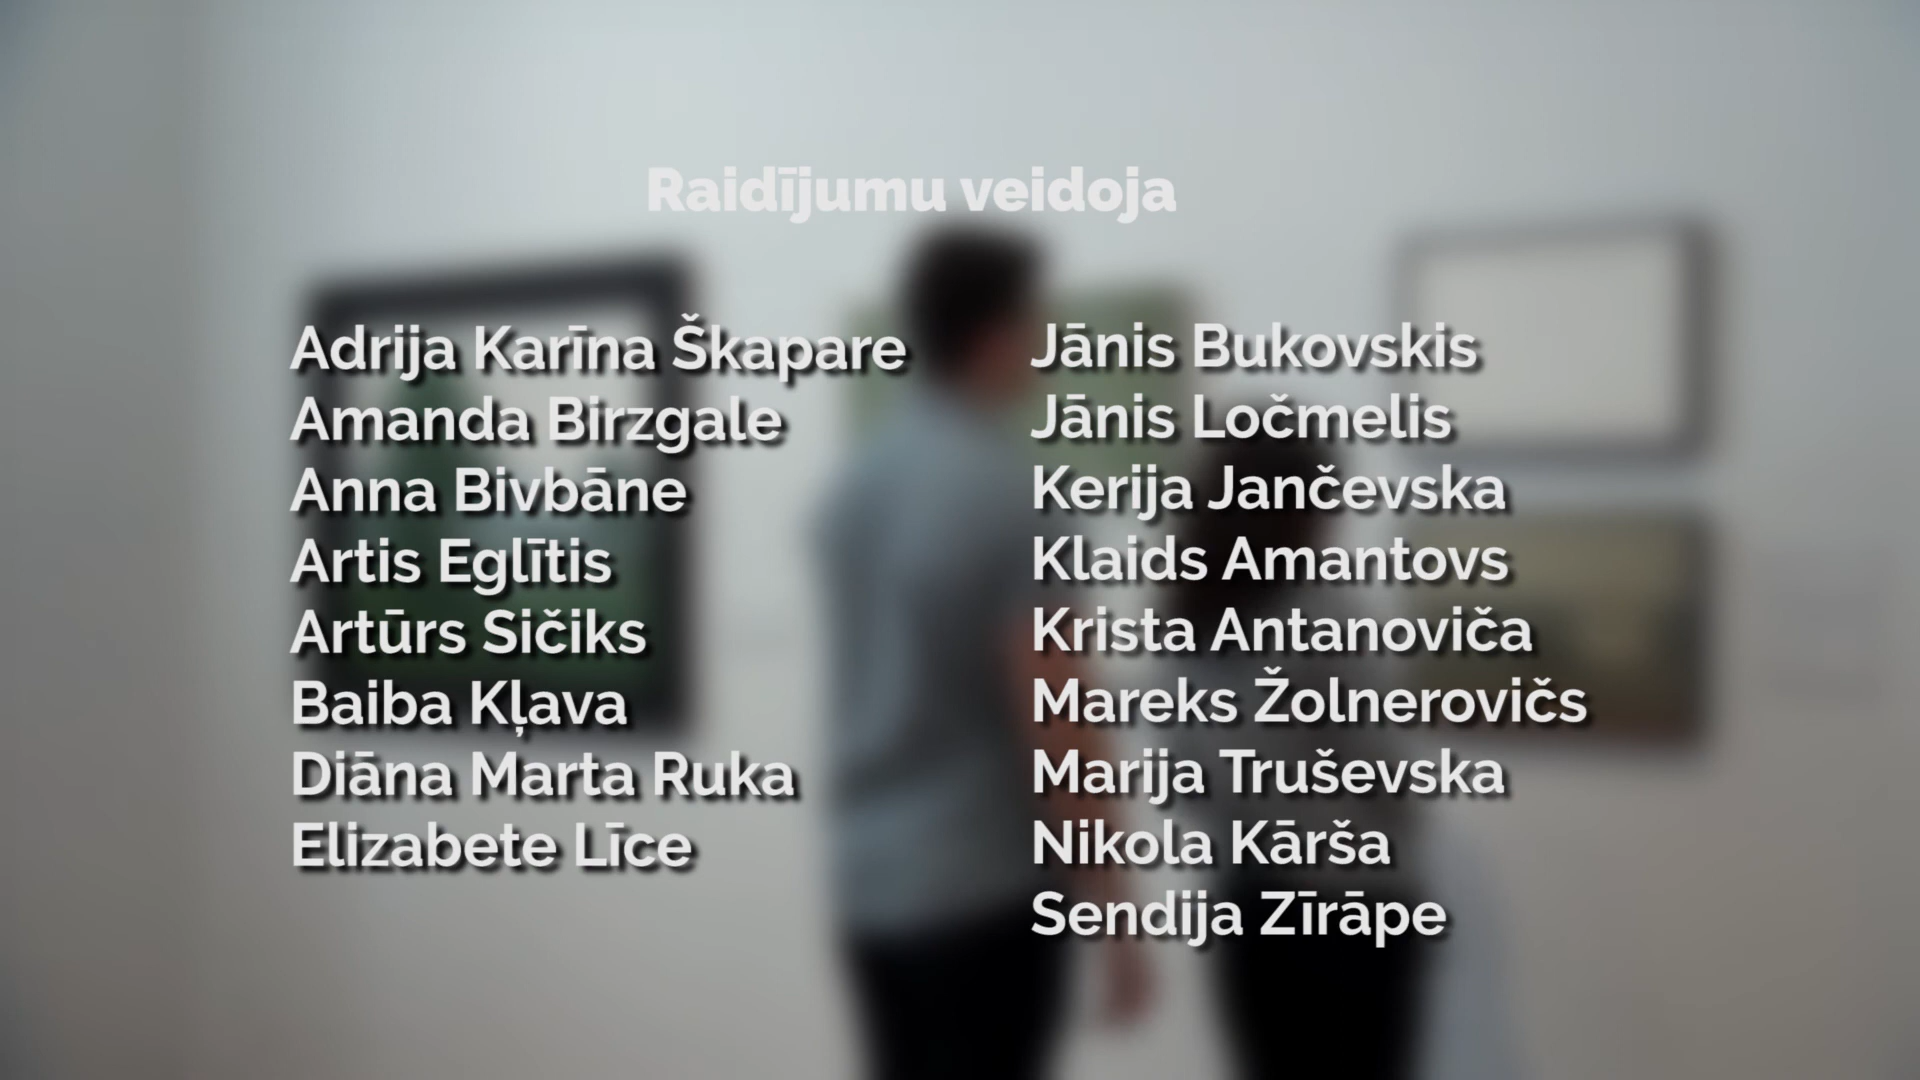 Raidījumu veidoja
Adrija Karīna Škapare
Amanda Birzgale
Anna Bivbāne
Artis Eglītis
Artūrs Sičiks
Baiba Kļava
Diāna Marta Ruka
Elizabete Līce
Jānis Bukovskis
Jānis Ločmelis
Kerija Jančevska
Klaids Amantovs
Krista Antanoviča
Mareks Žolnerovičs
Marija Truševska
Nikola Kārša
Sendija Zīrāpe